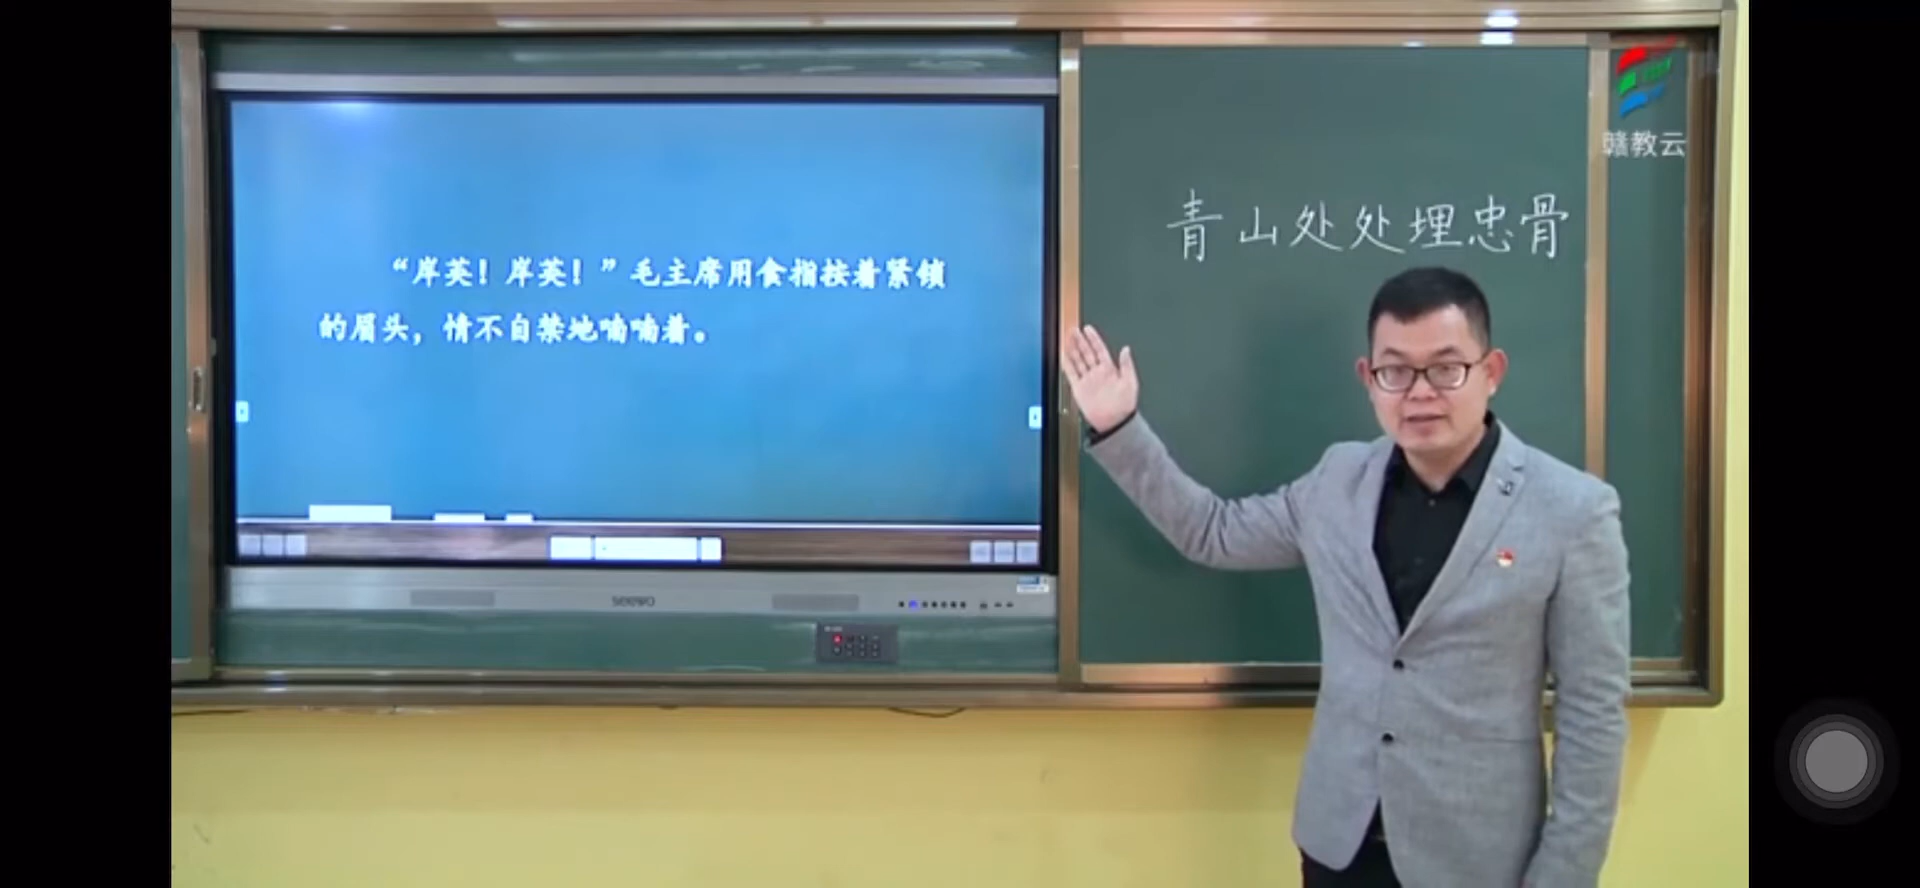 “岸英！岸英！”毛主席用食指按着紧锁
的眉头，情不自禁地喃喃着。
青山处处埋忠骨
赣教云
seewo